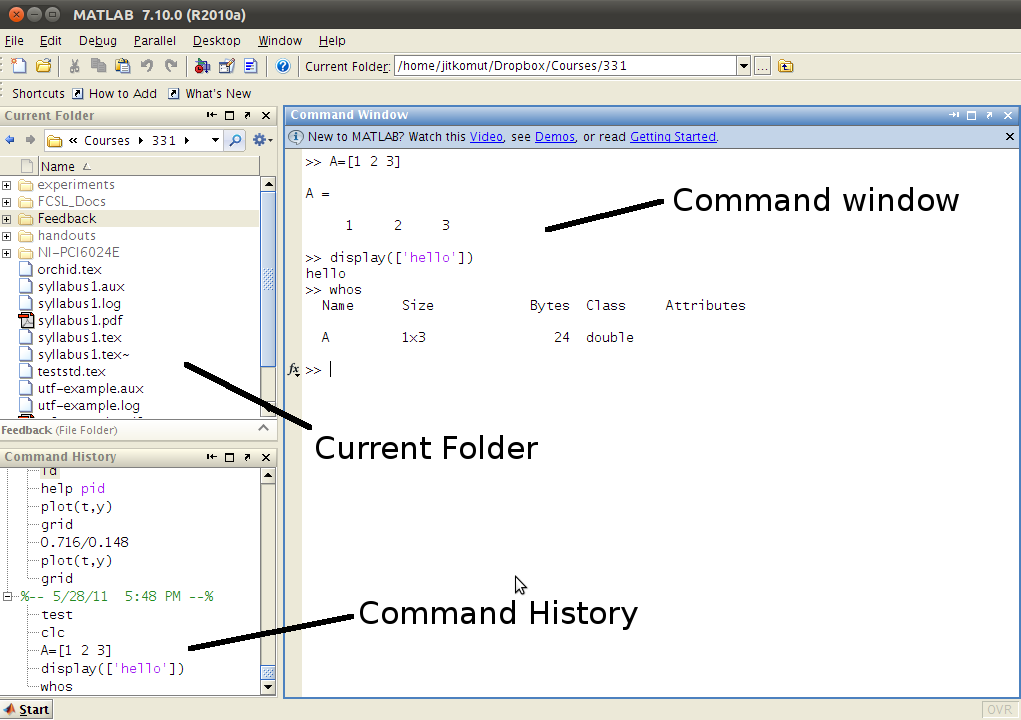 MATLAB 7.10.0 (R2010a)
File Edit Debug Parallel Desktop Window Help
Current Folder: /home/jitkomut/Dropbox/Courses/331 ...
Shortcuts How to Add What's New
Current Folder
« Courses 331
Name
experiments
FCSL_Docs
Feedback
handouts
NI-PCI6024E
orchid.tex
syllabus1.aux
syllabus1.log
syllabus1.pdf
syllabus1.tex
syllabus1.tex~
teststd.tex
utf-example.aux
utf-example.log
Feedback (File Folder)
Command History
help pid
plot(t,y)
grid
0.716/0.148
plot(t,y)
grid
%-- 5/28/11 5:48 PM --%
test
clc
A=[1 2 3]
display(['hello'])
whos
Start
Command Window
New to MATLAB? Watch this Video, see Demos, or read Getting Started.
>> A=[1 2 3]
A =
1 2 3
>> display(['hello'])
hello
>> whos
Name Size Bytes Class Attributes
A 1x3 24 double
fx >>
Command window
Current Folder
Command History
OVR